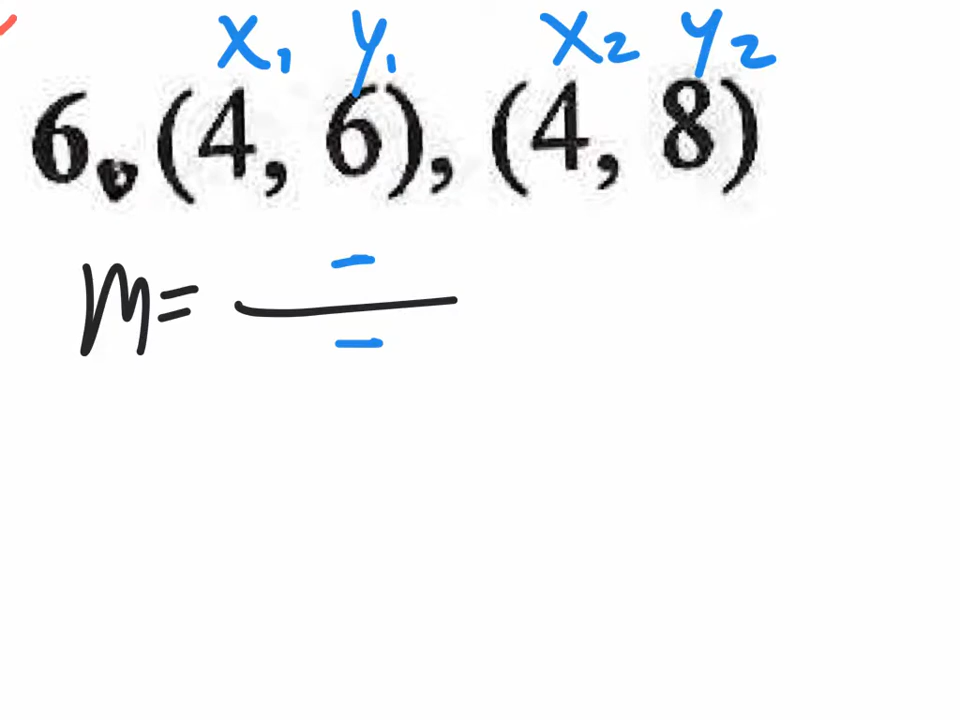 x₁ y₁ x₂ y₂
6. (4, 6), (4, 8)
m = — 
-
-